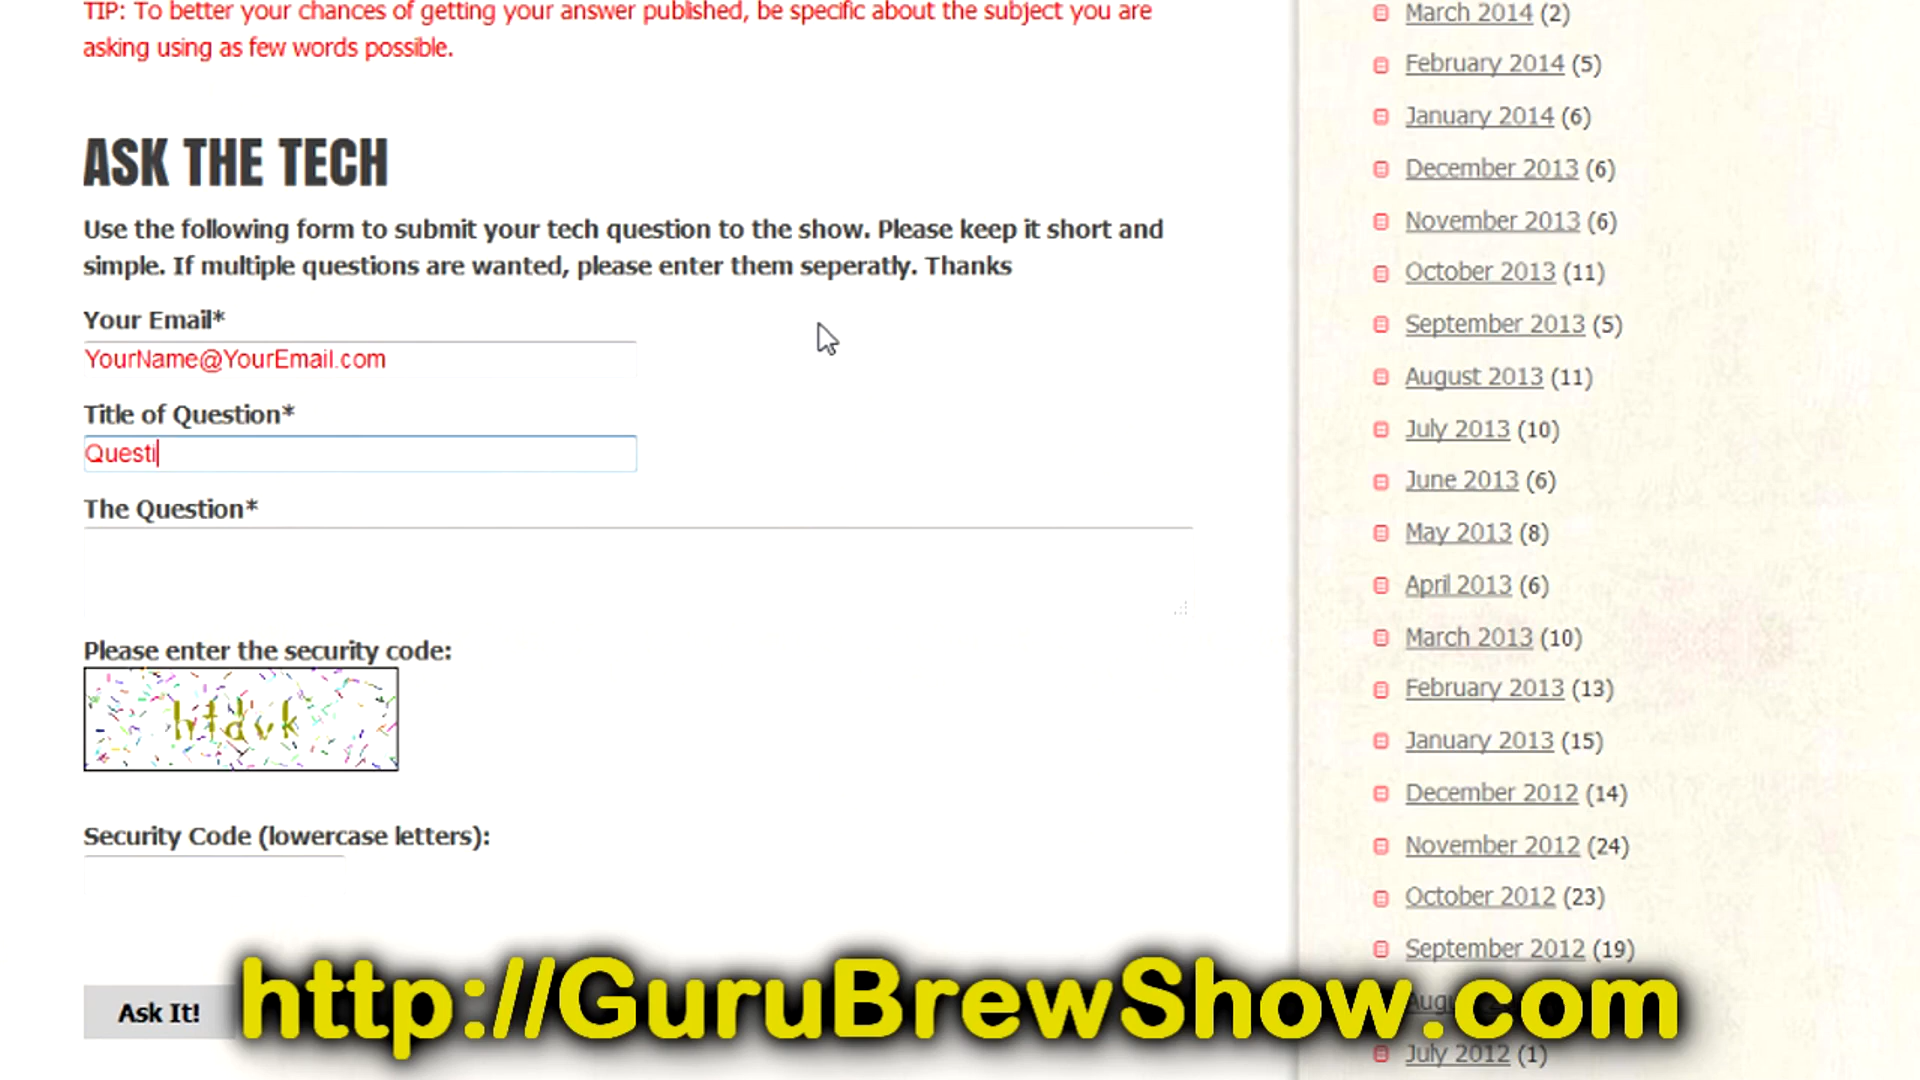 TIP: To better your chances of getting your answer published, be specific about the subject you are
asking using as few words possible.
ASK THE TECH
Use the following form to submit your tech question to the show. Please keep it short and
simple. If multiple questions are wanted, please enter them seperatly. Thanks
Your Email*
YourName@YourEmail.com
Title of Question*
Questi
The Question*
Please enter the security code:
Security Code (lowercase letters):
Ask It!
http://GuruBrewShow.com
March 2014 (2)
February 2014 (5)
January 2014 (6)
December 2013 (6)
November 2013 (6)
October 2013 (11)
September 2013 (5)
August 2013 (11)
July 2013 (10)
June 2013 (6)
May 2013 (8)
April 2013 (6)
March 2013 (10)
February 2013 (13)
January 2013 (15)
December 2012 (14)
November 2012 (24)
October 2012 (23)
September 2012 (19)
July 2012 (1)